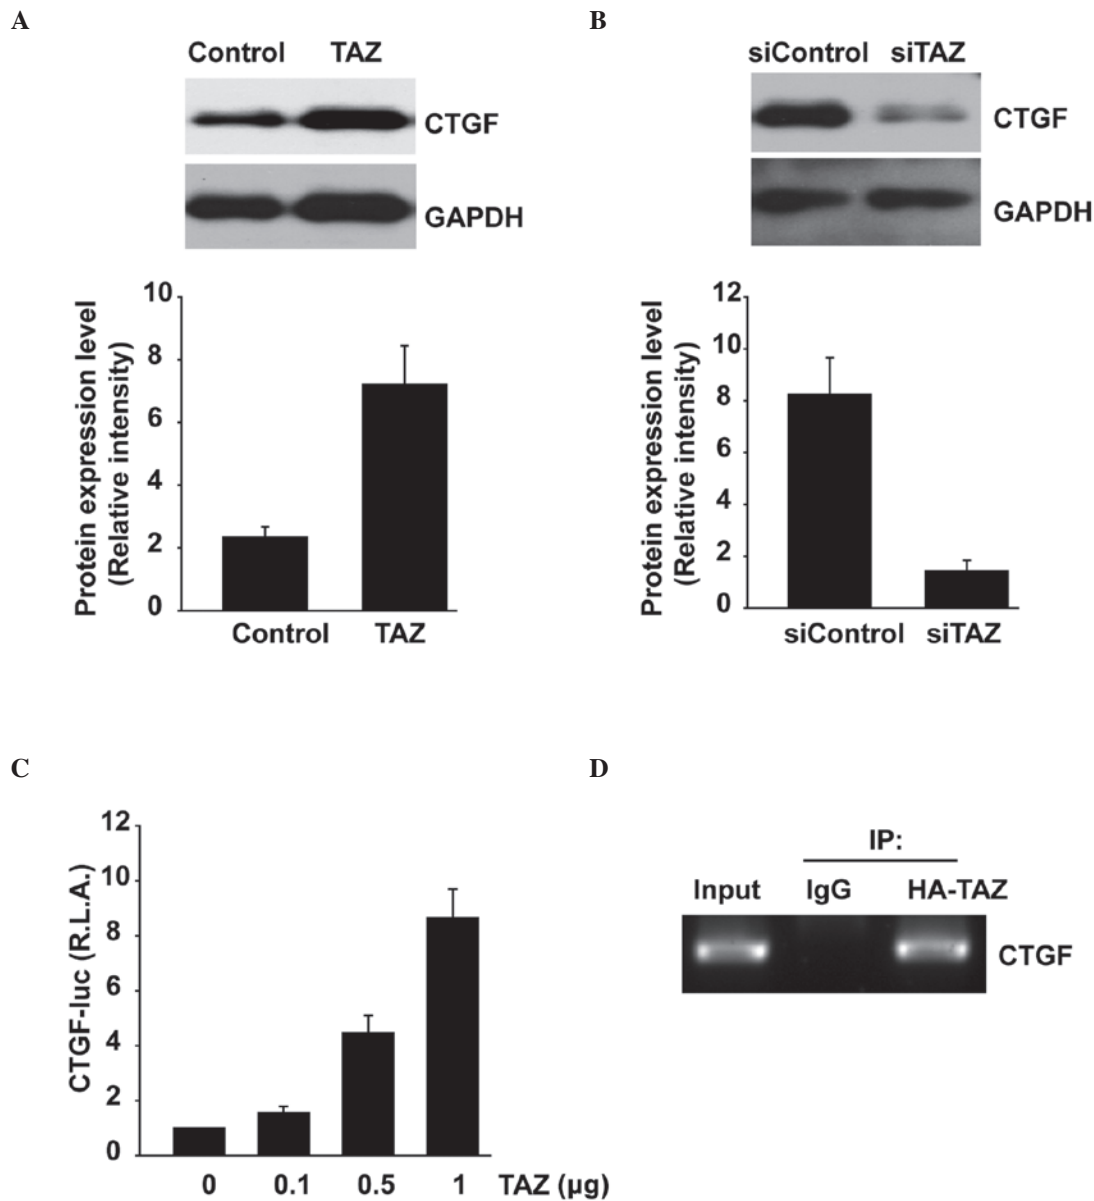 A
Control TAZ
CTGF
GAPDH
Protein expression level
(Relative intensity)
10
8
6
4
2
0
Control TAZ
B
siControl siTAZ
CTGF
GAPDH
Protein expression level
(Relative intensity)
12
10
8
6
4
2
0
siControl siTAZ
C
CTGF-luc (R.L.A.)
12
10
8
6
4
2
0
0 0.1 0.5 1 TAZ (µg)
D
IP:
Input IgG HA-TAZ
CTGF